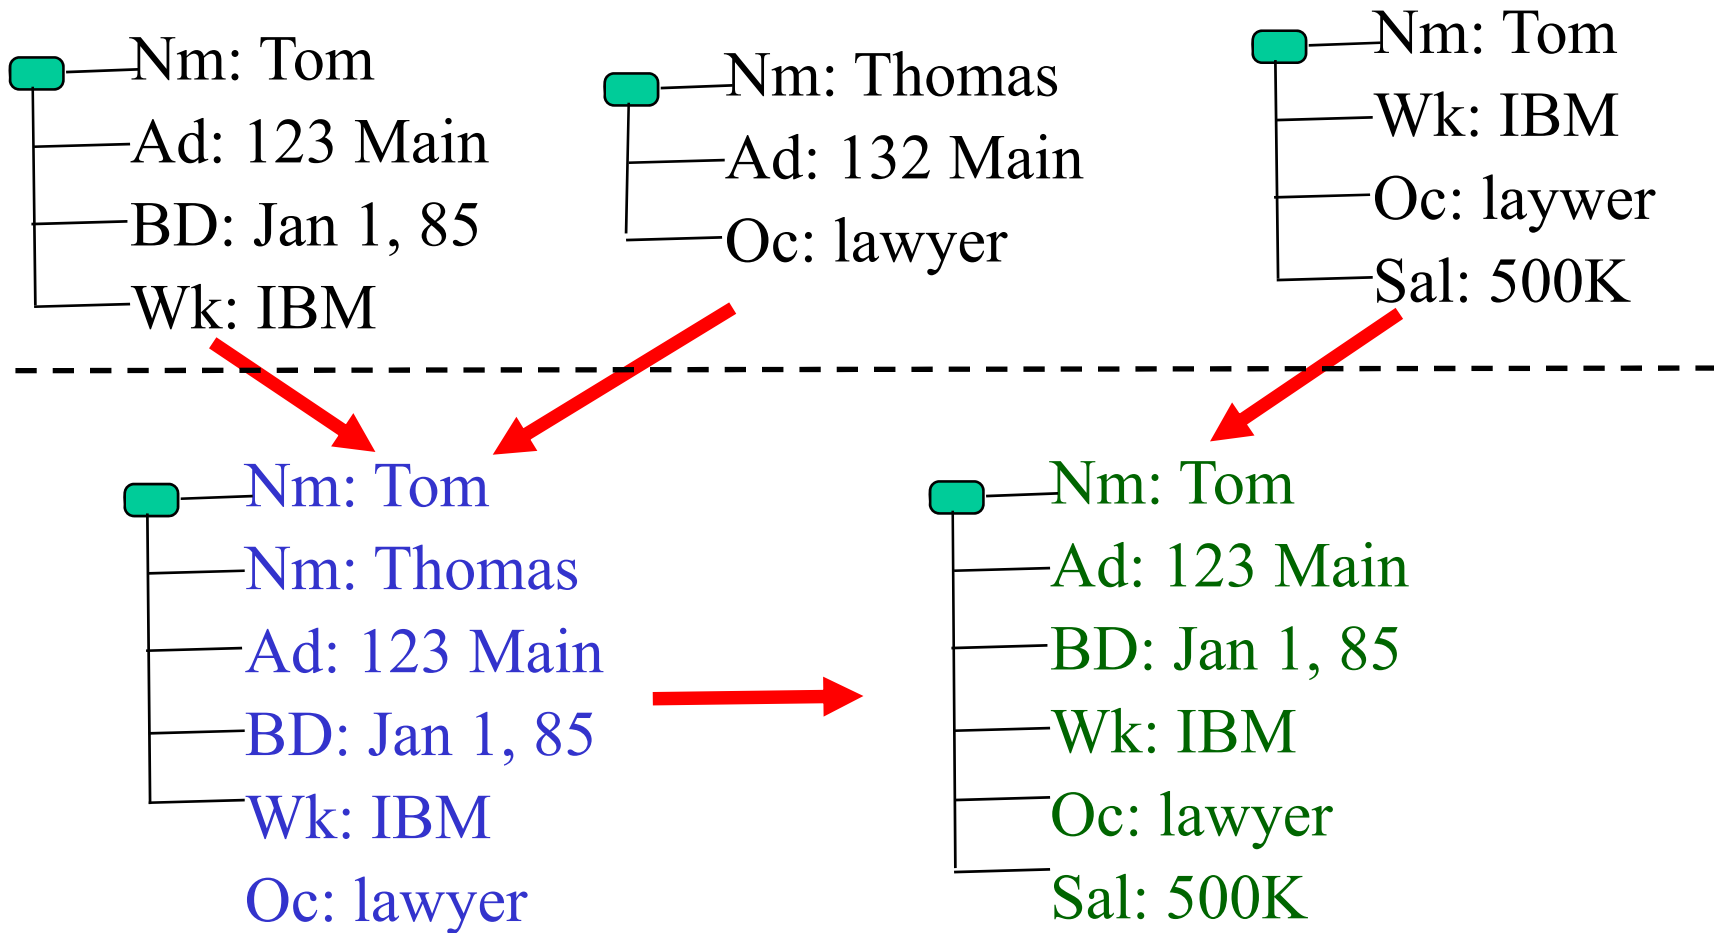 Nm: Tom
Ad: 123 Main
BD: Jan 1, 85
Wk: IBM
Nm: Thomas
Ad: 132 Main
Oc: lawyer
Nm: Tom
Wk: IBM
Oc: laywer
Sal: 500K
Nm: Tom
Nm: Thomas
Ad: 123 Main
BD: Jan 1, 85
Wk: IBM
Oc: lawyer
Nm: Tom
Ad: 123 Main
BD: Jan 1, 85
Wk: IBM
Oc: lawyer
Sal: 500K